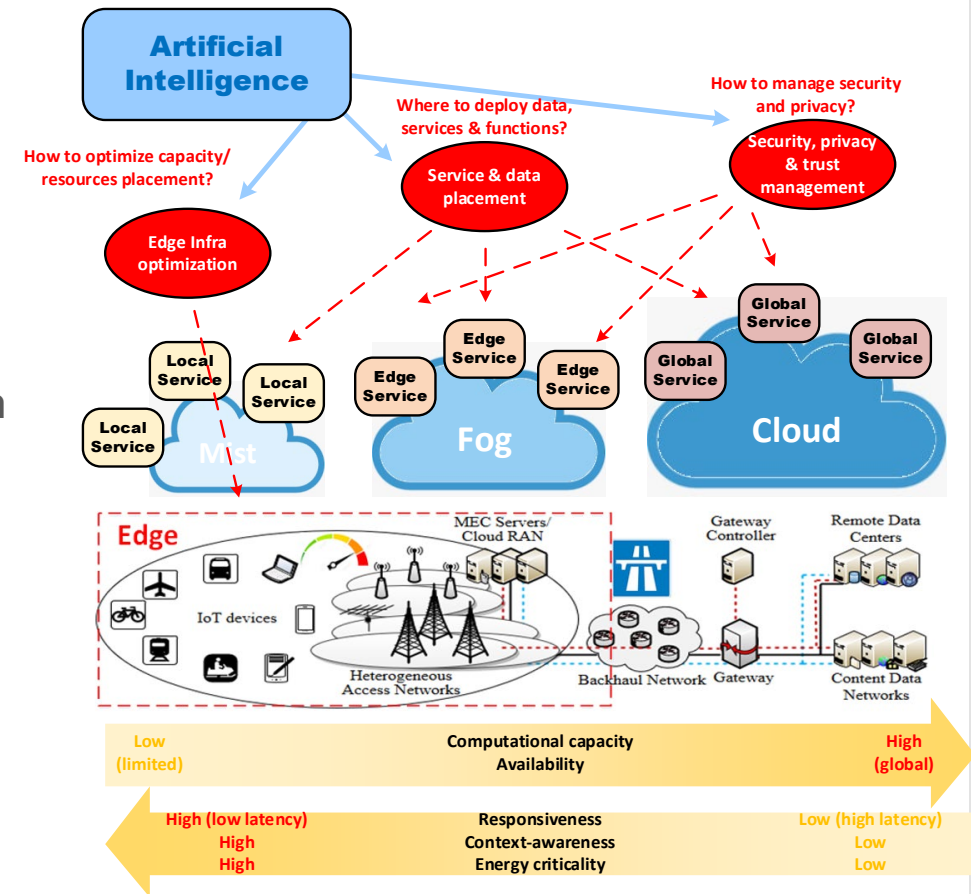 Artificial
Intelligence
How to manage security
and privacy?
Where to deploy data,
services & functions?
How to optimize capacity/
resources placement?
Security, privacy
& trust
management
Service & data
placement
Edge Infra
optimization
Local
Service
Local
Service
Local
Service
Mist
Edge
Service
Edge
Service
Edge
Service
Fog
Global
Service
Global
Service
Global
Service
Cloud
Edge
MEC Servers/
Cloud RAN
Gateway
Controller
Remote Data
Centers
IoT devices
Heterogeneous
Access Networks
Backhaul Network
Gateway
Content Data
Networks
Low
(limited)
Computational capacity
Availability
High
(global)
High (low latency)
Responsiveness
Low (high latency)
High
Context-awareness
Low
High
Energy criticality
Low